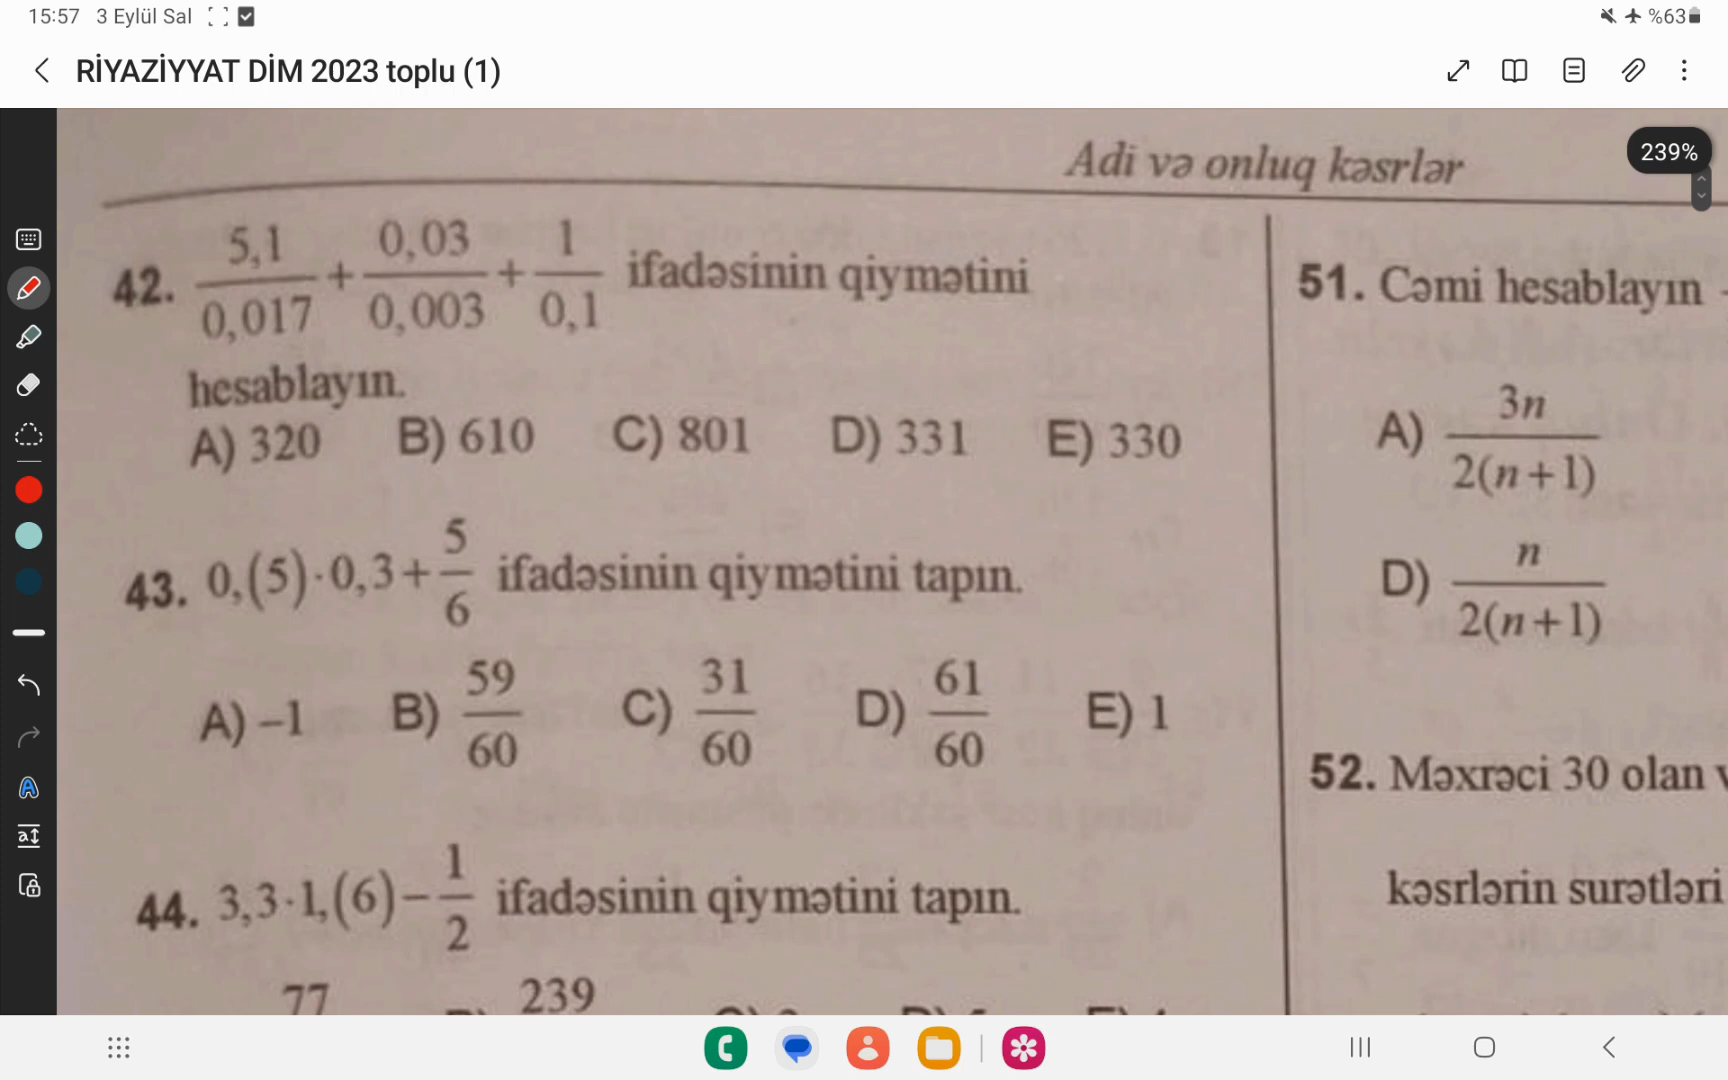 15:57 3 Eylül Sal
%63
RİYAZİYYAT DİM 2023 toplu (1)
239%
Adi və onluq kəsrlər
42. 5,1/0,017 + 0,03/0,003 + 1/0,1 ifadəsinin qiymətini
hesablayın.
A) 320 B) 610 C) 801 D) 331 E) 330
43. 0,(5)·0,3+5/6 ifadəsinin qiymətini tapın.
A) –1 B) 59/60 C) 31/60 D) 61/60 E) 1
44. 3,3·1,(6)–1/2 ifadəsinin qiymətini tapın.
77 239
51. Cəmi hesablayın
A) 3n/2(n+1)
D) n/2(n+1)
52. Məxrəci 30 olan
kəsrlərin surətləri